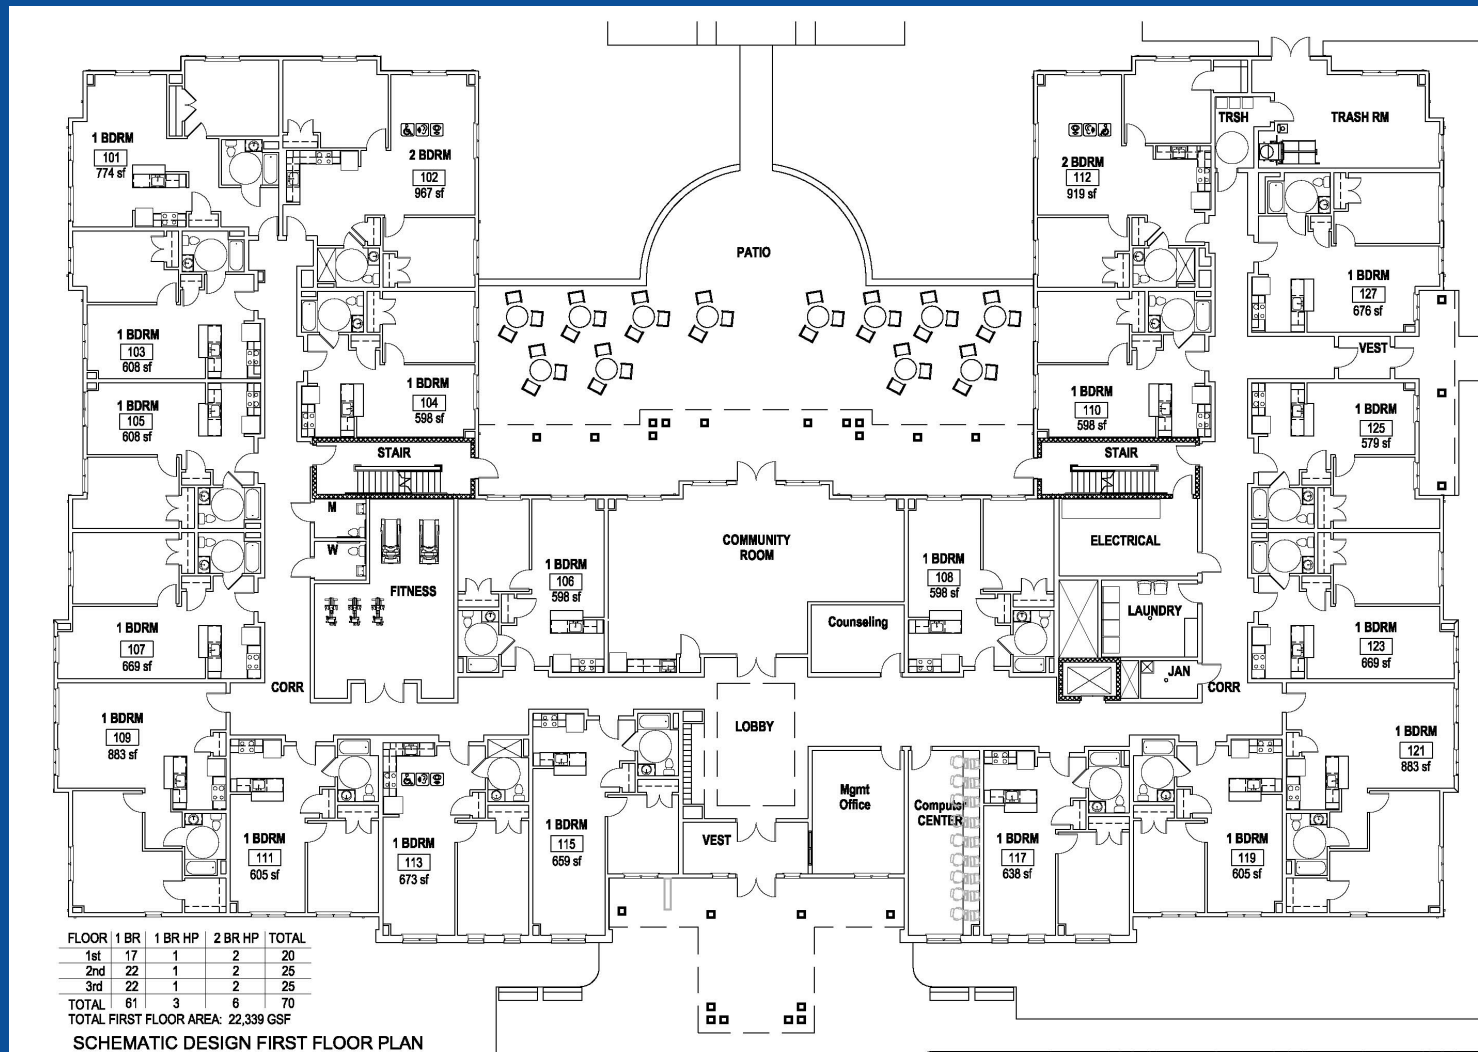 1 BDRM
101
774 sf
2 BDRM
102
967 sf
2 BDRM
112
919 sf
TRSH
TRASH RM
PATIO
1 BDRM
103
608 sf
1 BDRM
127
676 sf
VEST
1 BDRM
105
608 sf
1 BDRM
104
598 sf
1 BDRM
110
598 sf
1 BDRM
125
579 sf
STAIR
STAIR
M
W
FITNESS
1 BDRM
106
598 sf
COMMUNITY
ROOM
Counseling
1 BDRM
108
598 sf
ELECTRICAL
LAUNDRY
JAN
1 BDRM
107
669 sf
1 BDRM
123
669 sf
CORR
CORR
1 BDRM
109
883 sf
LOBBY
1 BDRM
121
883 sf
Mgmt
Office
Computer
CENTER
1 BDRM
111
605 sf
1 BDRM
113
673 sf
1 BDRM
115
659 sf
VEST
1 BDRM
117
638 sf
1 BDRM
119
605 sf
FLOOR 1 BR 1 BR HP 2 BR HP TOTAL
1st 17 1 2 20
2nd 22 1 2 25
3rd 22 1 2 25
TOTAL 61 3 6 70
TOTAL FIRST FLOOR AREA: 22,339 GSF
SCHEMATIC DESIGN FIRST FLOOR PLAN